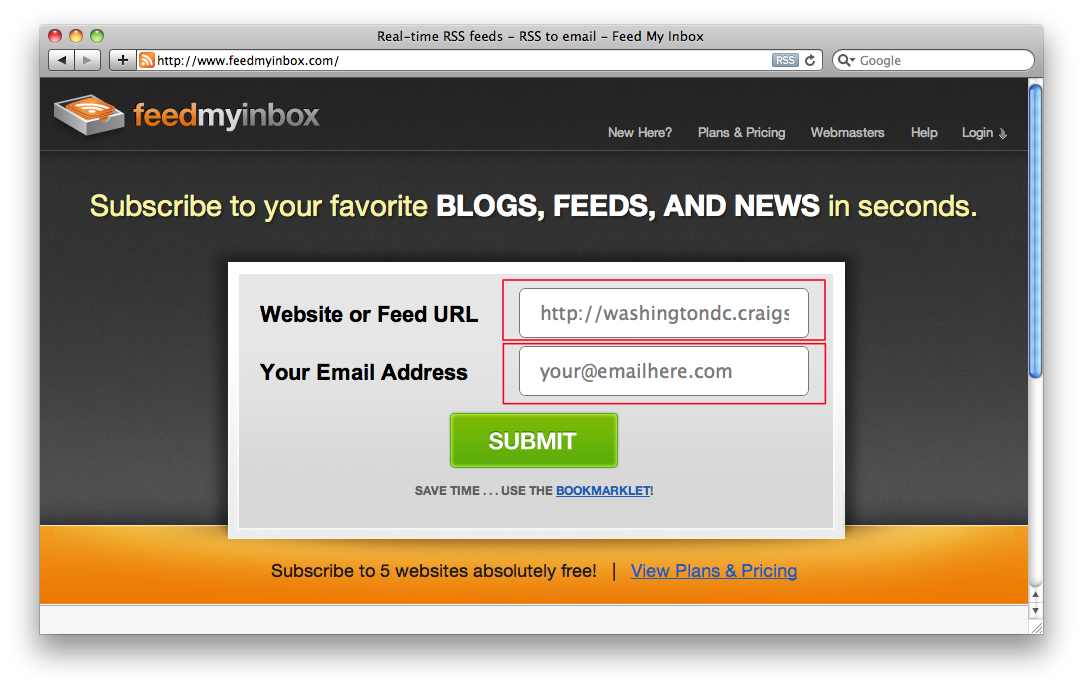 Real-time RSS feeds – RSS to email – Feed My Inbox
http://www.feedmyinbox.com/ RSS Google
feedmyinbox
New Here? Plans & Pricing Webmasters Help Login
Subscribe to your favorite BLOGS, FEEDS, AND NEWS in seconds.
Website or Feed URL http://washingtondc.craigs
Your Email Address your@emailhere.com
SUBMIT
SAVE TIME . . . USE THE BOOKMARKLET!
Subscribe to 5 websites absolutely free! | View Plans & Pricing